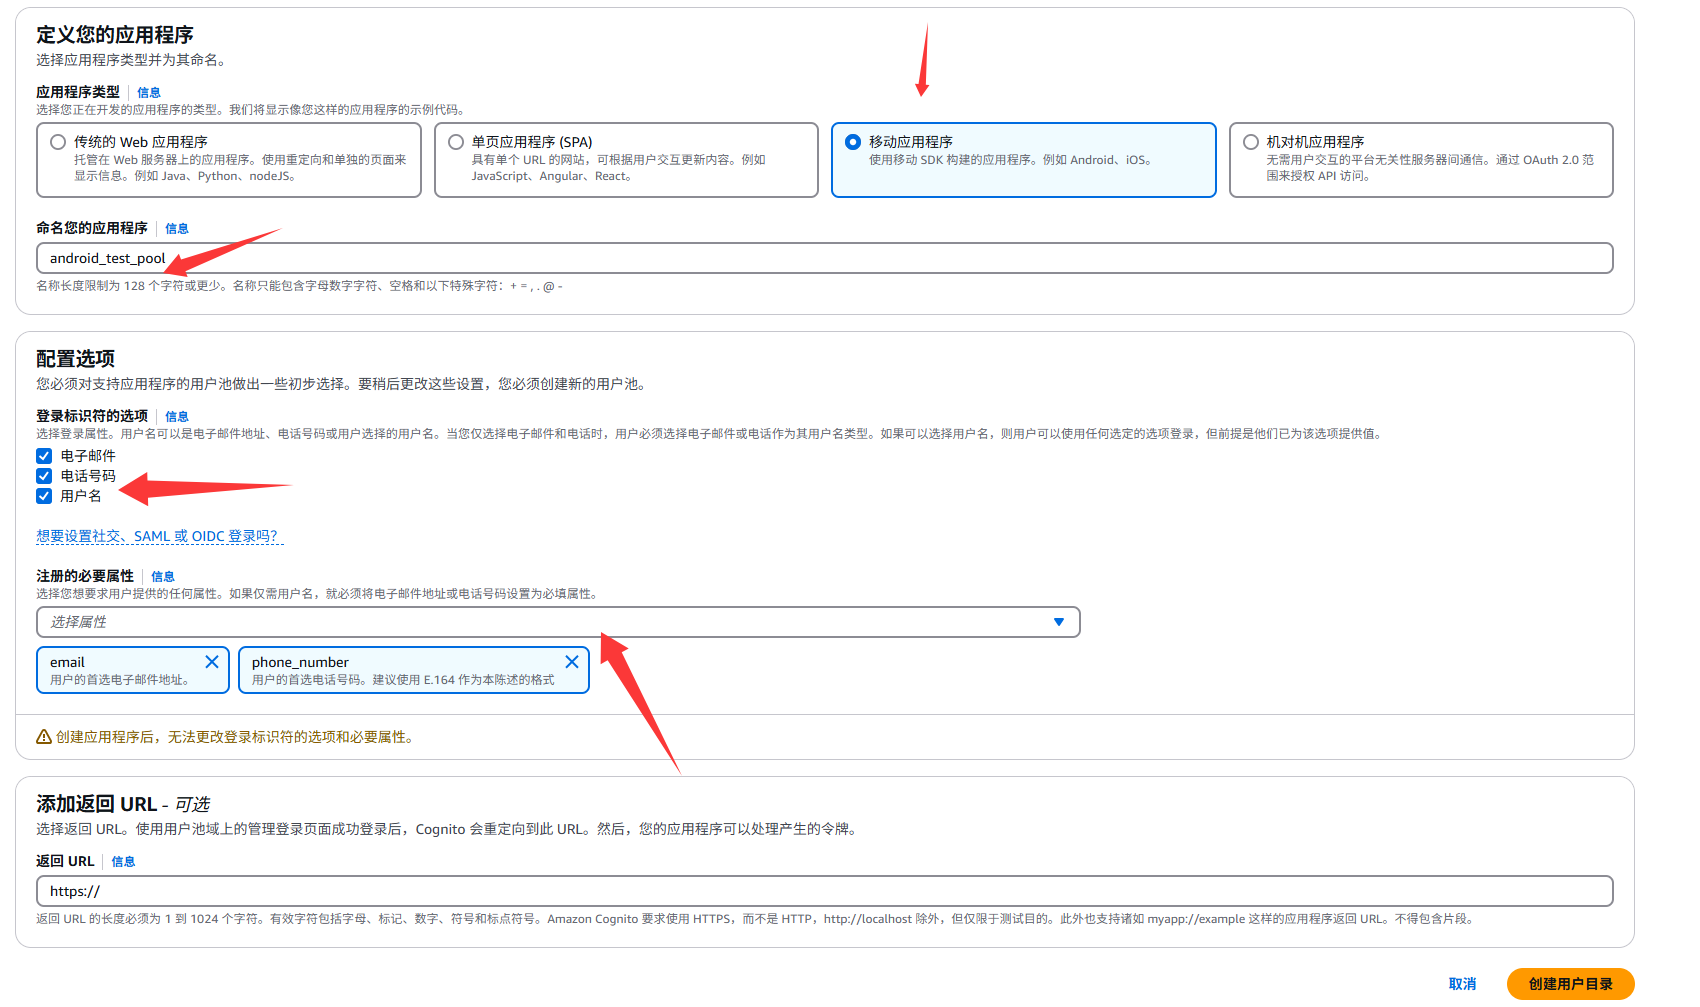 定义您的应用程序
选择应用程序类型并为其命名。
应用程序类型 信息
选择您正在开发的应用程序的类型。我们将显示像您这样的应用程序的示例代码。
传统的 Web 应用程序
托管在 Web 服务器上的应用程序。使用重定向和单独的页面来
显示信息。例如 Java、Python、nodeJS。
单页应用程序 (SPA)
具有单个 URL 的网站，可根据用户交互更新内容。例如
JavaScript、Angular、React。
移动应用程序
使用移动 SDK 构建的应用程序。例如 Android、iOS。
机对机应用程序
无需用户交互的平台无关性服务器间通信。通过 OAuth 2.0 范
围来授权 API 访问。
命名您的应用程序 信息
android_test_pool
名称长度限制为 128 个字符或更少。名称只能包含字母数字字符、空格和以下特殊字符：+ = , . @ -
配置选项
您必须对支持应用程序的用户池做出一些初步选择。要稍后更改这些设置，您必须创建新的用户池。
登录标识符的选项 信息
选择登录属性。用户名可以是电子邮件地址、电话号码或用户选择的用户名。当您仅选择电子邮件和电话时，用户必须选择电子邮件或电话作为其用户名类型。如果可以选择用户名，则用户可以使用任何选定的选项登录，但前提是他们已为该选项提供值。
电子邮件
电话号码
用户名
想要设置社交、SAML 或 OIDC 登录吗？
注册的必要属性 信息
选择您想要求用户提供的任何属性。如果仅需用户名，就必须将电子邮件地址或电话号码设置为必填属性。
选择属性
email
用户的首选电子邮件地址。
phone_number
用户的首选电话号码。建议使用 E.164 作为本陈述的格式
创建应用程序后，无法更改登录标识符的选项和必要属性。
添加返回 URL - 可选
选择返回 URL。使用用户池域上的管理登录页面成功登录后，Cognito 会重定向到此 URL。然后，您的应用程序可以处理产生的令牌。
返回 URL 信息
https://
返回 URL 的长度必须为 1 到 1024 个字符。有效字符包括字母、标记、数字、符号和标点符号。Amazon Cognito 要求使用 HTTPS，而不是 HTTP，http://localhost 除外，但仅限于测试目的。此外也支持诸如 myapp://example 这样的应用程序返回 URL。不得包含片段。
取消 创建用户目录